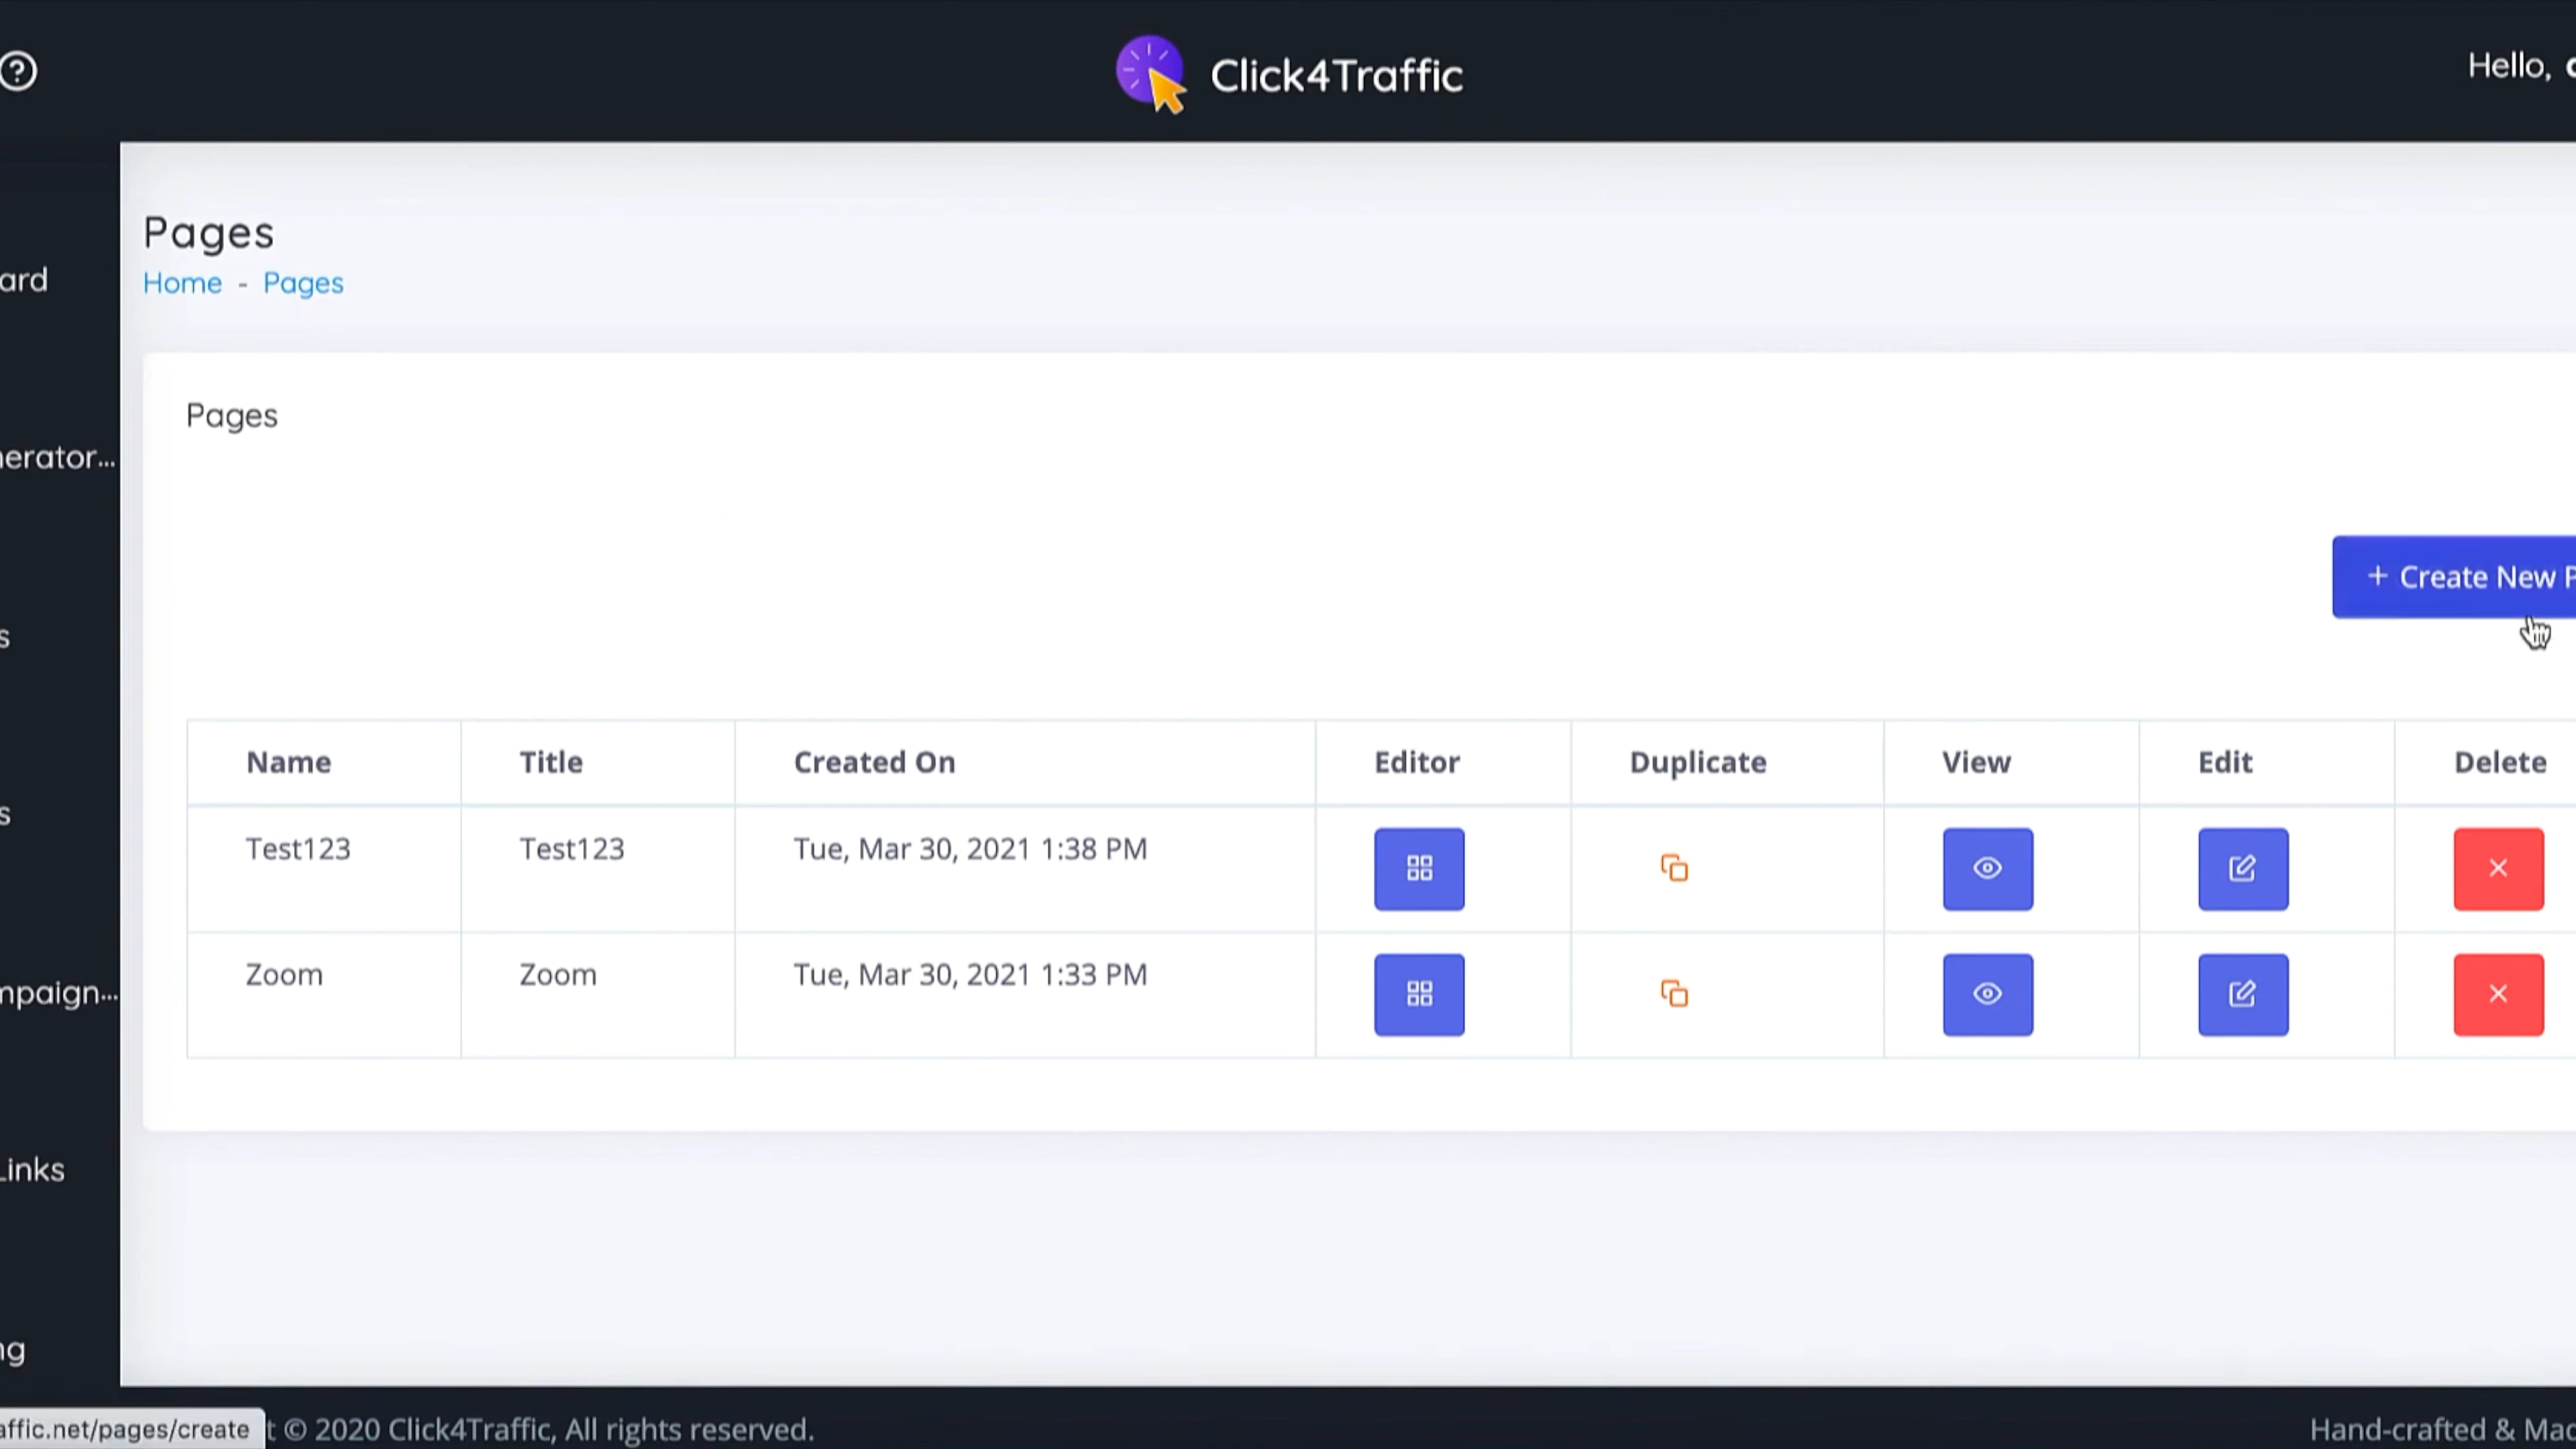 Click4Traffic
Hello,
Pages
Home - Pages
Pages
+ Create New
Name Title Created On Editor Duplicate View Edit Delete
Test123 Test123 Tue, Mar 30, 2021 1:38 PM
Zoom Zoom Tue, Mar 30, 2021 1:33 PM
ard
nerator...
s
s
mpaign...
Links
ng
affic.net/pages/create
t © 2020 Click4Traffic, All rights reserved.
Hand-crafted & Mad